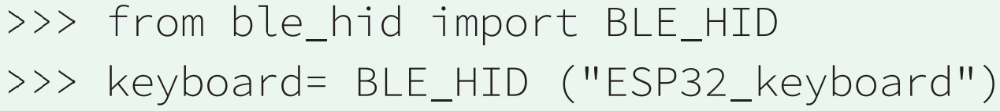 >>> from ble_hid import BLE_HID
>>> keyboard= BLE_HID ("ESP32_keyboard")